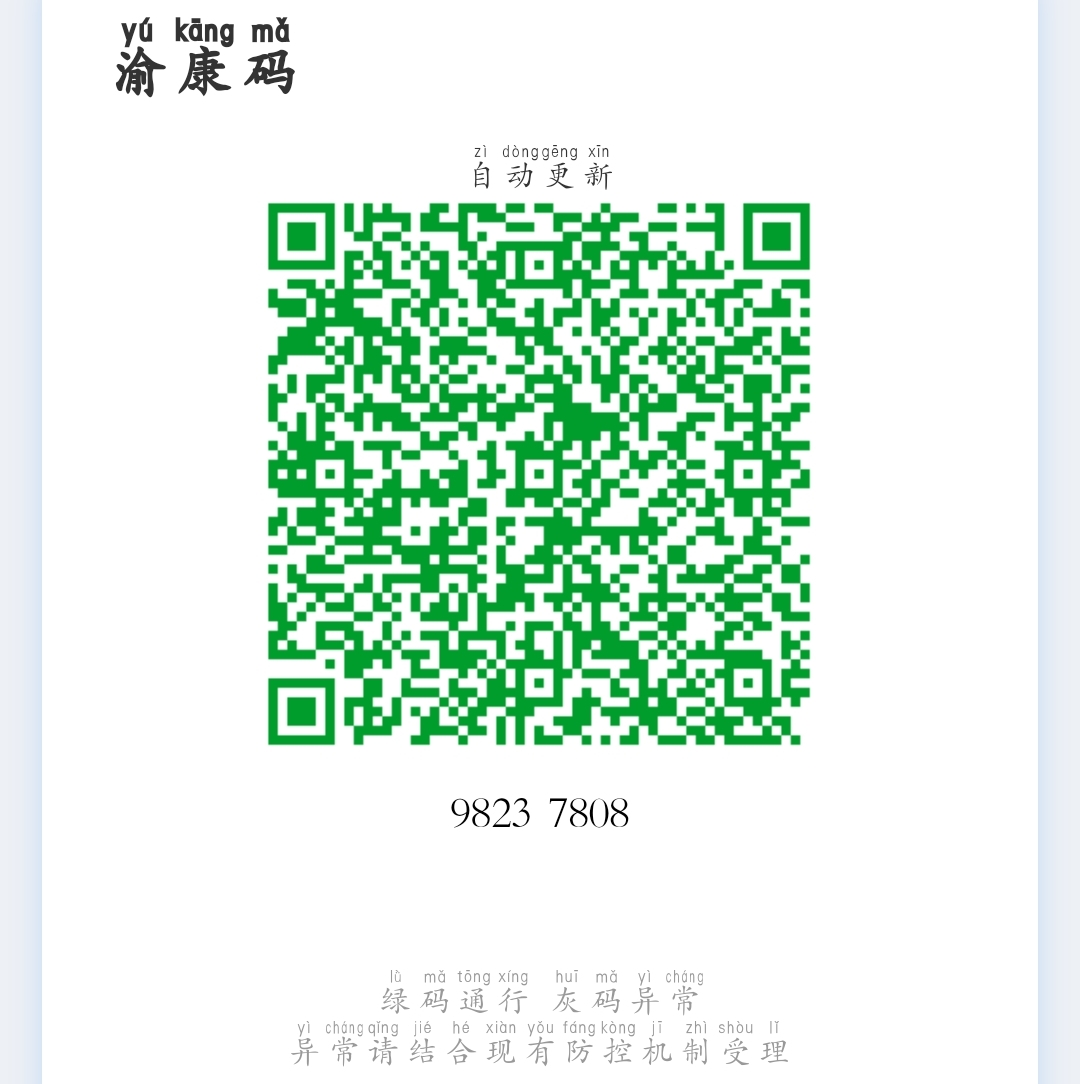 yú kāng mǎ
渝康码
zì dòng gēng xīn
自动更新
9823 7808
lǜ mǎ tōng xíng huī mǎ yì cháng
绿码通行 灰码异常
yì cháng qǐng jié hé xiàn yǒu fáng kòng jī zhì shòu lǐ
异常请结合现有防控机制受理